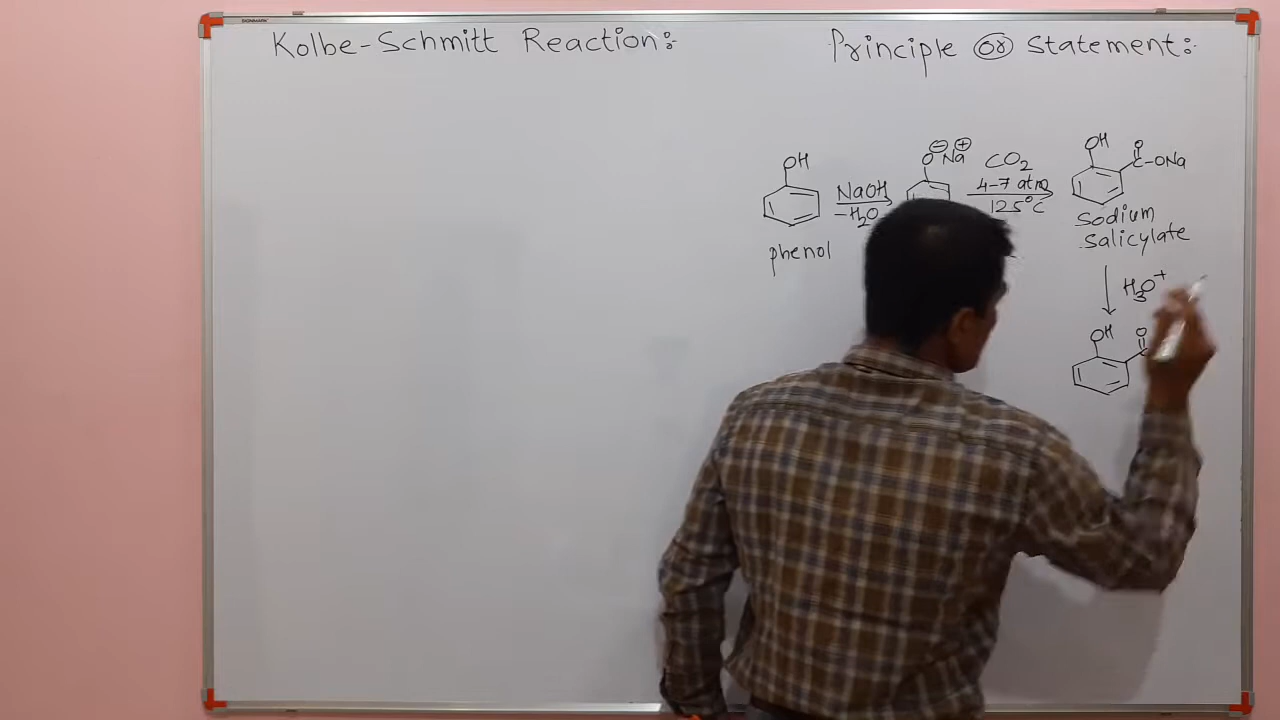 SIGNMARK
Kolbe-Schmitt Reaction:-
Principle or Statement:-
OH
NaOH
-H2O
phenol
⊖ ⊕
O Na
CO2
4-7 atm
125°C
OH
O
C-ONa
Sodium
Salicylate
H3O+
OH
O